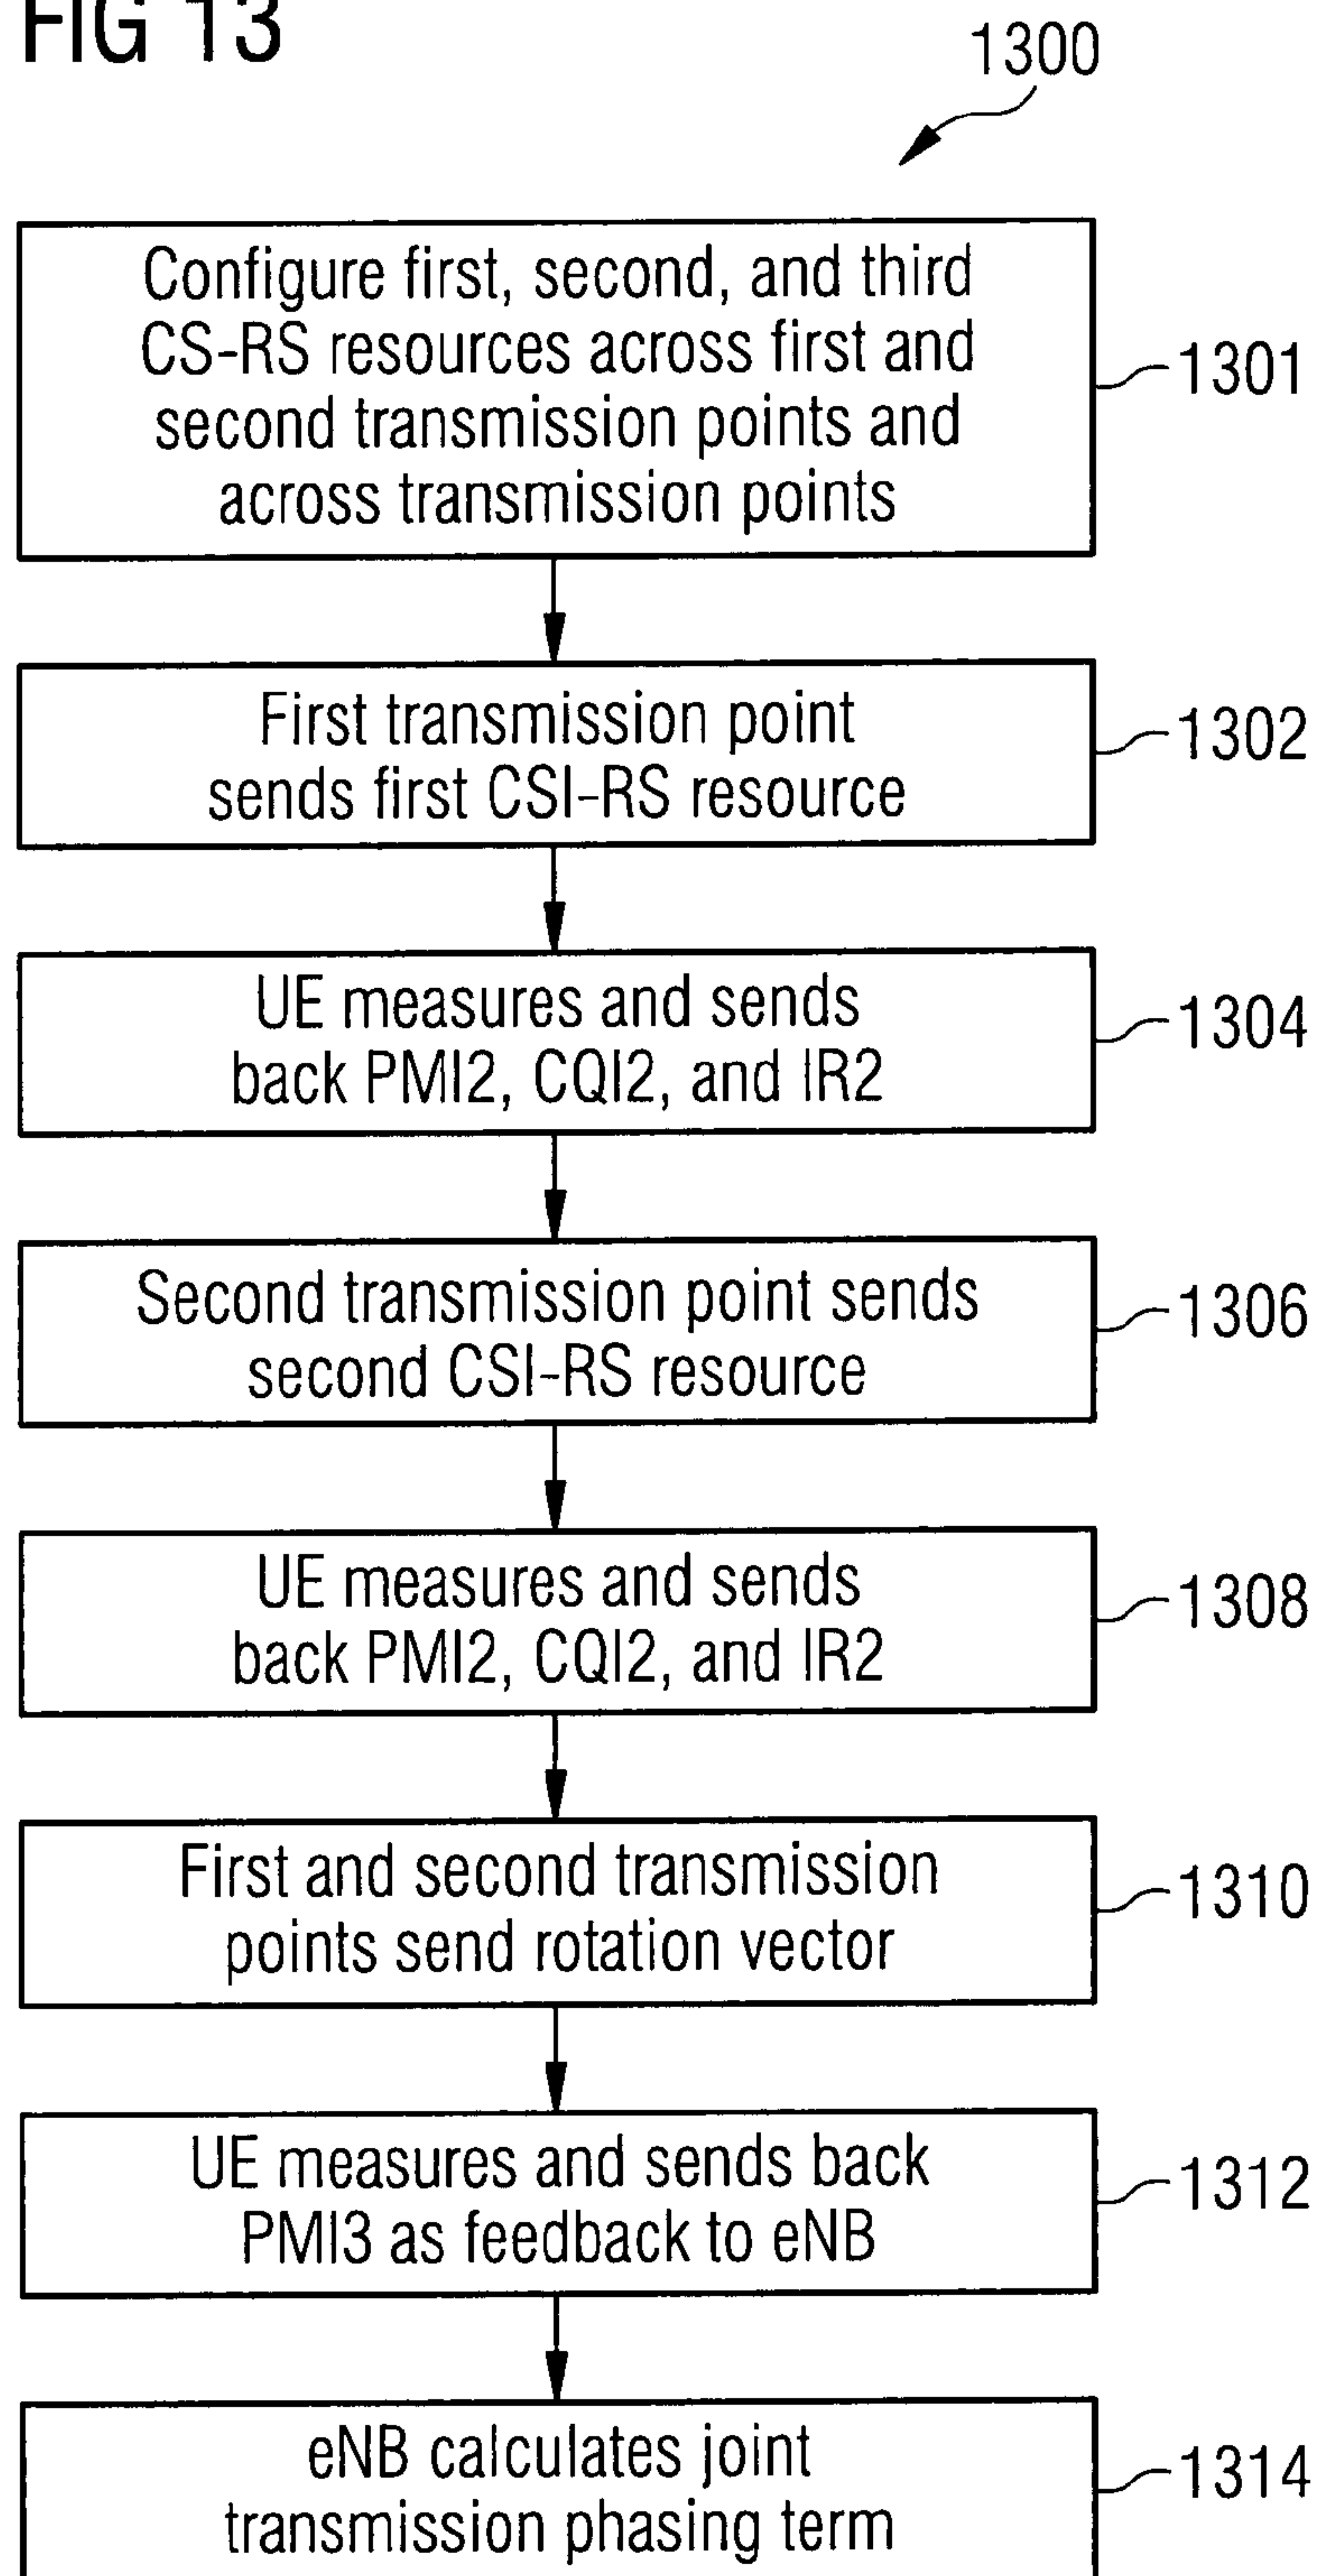 FIG 13
1300
Configure first, second, and third
CS-RS resources across first and
second transmission points and
across transmission points
1301
First transmission point
sends first CSI-RS resource
1302
UE measures and sends
back PMI2, CQI2, and IR2
1304
Second transmission point sends
second CSI-RS resource
1306
UE measures and sends
back PMI2, CQI2, and IR2
1308
First and second transmission
points send rotation vector
1310
UE measures and sends back
PMI3 as feedback to eNB
1312
eNB calculates joint
transmission phasing term
1314